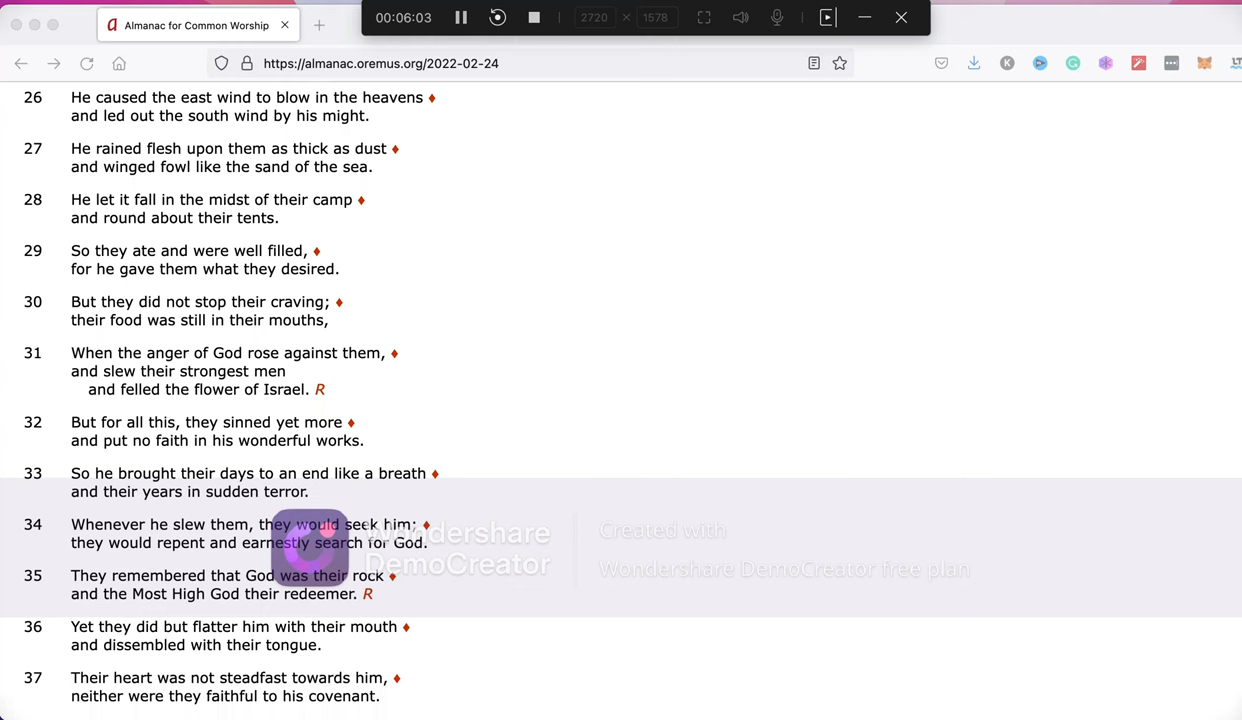 00:06:03
2720 × 1578
Almanac for Common Worship
https://almanac.oremus.org/2022-02-24
26 He caused the east wind to blow in the heavens ♦
and led out the south wind by his might.
27 He rained flesh upon them as thick as dust ♦
and winged fowl like the sand of the sea.
28 He let it fall in the midst of their camp ♦
and round about their tents.
29 So they ate and were well filled, ♦
for he gave them what they desired.
30 But they did not stop their craving; ♦
their food was still in their mouths,
31 When the anger of God rose against them, ♦
and slew their strongest men
and felled the flower of Israel. R
32 But for all this, they sinned yet more ♦
and put no faith in his wonderful works.
33 So he brought their days to an end like a breath ♦
and their years in sudden terror.
34 Whenever he slew them, they would seek him; ♦
they would repent and earnestly search for God.
35 They remembered that God was their rock ♦
and the Most High God their redeemer. R
36 Yet they did but flatter him with their mouth ♦
and dissembled with their tongue.
37 Their heart was not steadfast towards him, ♦
neither were they faithful to his covenant.
Wondershare
DemoCreator
Created with
Wondershare DemoCreator free plan